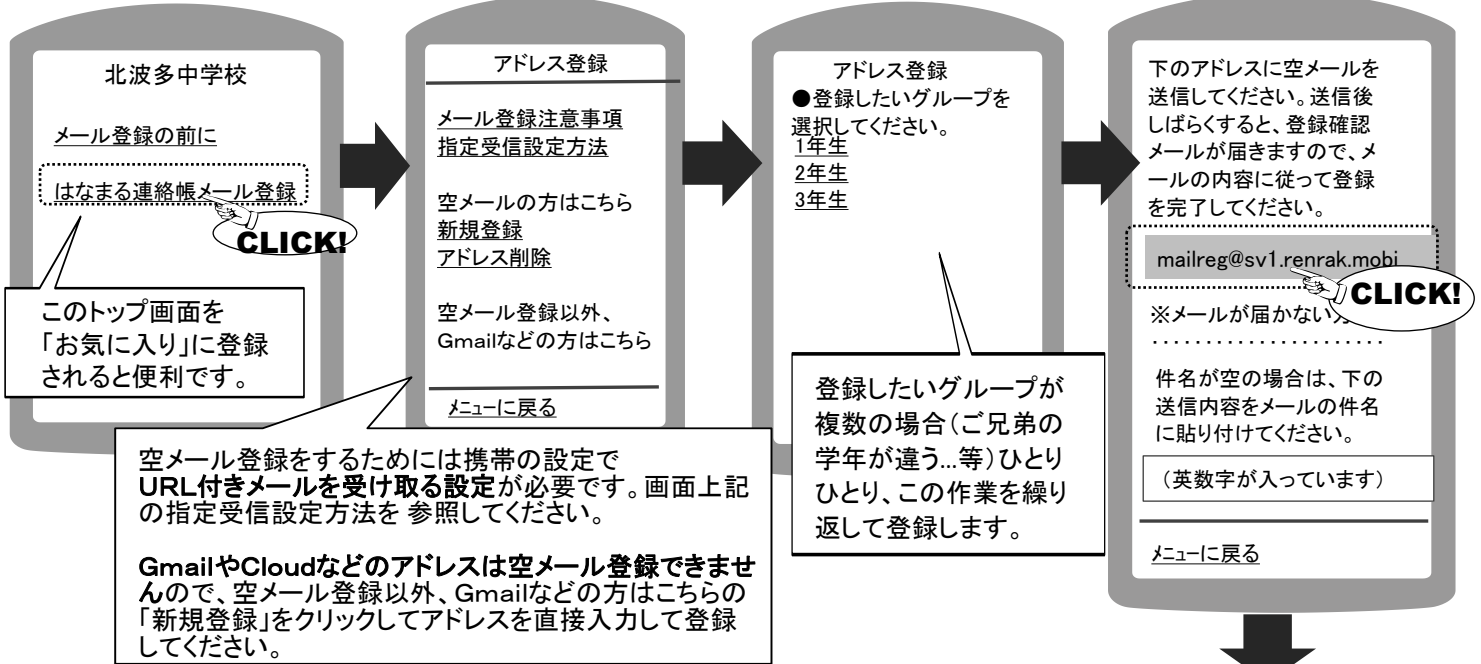 北波多中学校
メール登録の前に
はなまる連絡帳メール登録
CLICK!
このトップ画面を
「お気に入り」に登録
されると便利です。
アドレス登録
メール登録注意事項
指定受信設定方法
空メールの方はこちら
新規登録
アドレス削除
空メール登録以外、
Gmailなどの方はこちら
メニューに戻る
空メール登録をするためには携帯の設定で
URL付きメールを受け取る設定が必要です。画面上記
の指定受信設定方法を 参照してください。
GmailやCloudなどのアドレスは空メール登録できませ
んので、空メール登録以外、Gmailなどの方はこちらの
「新規登録」をクリックしてアドレスを直接入力して登録
してください。
アドレス登録
●登録したいグループを
選択してください。
1年生
2年生
3年生
登録したいグループが
複数の場合(ご兄弟の
学年が違う...等)ひとり
ひとり、この作業を繰り
返して登録します。
下のアドレスに空メールを
送信してください。送信後
しばらくすると、登録確認
メールが届きますので、メ
ールの内容に従って登録
を完了してください。
mailreg@sv1.renrak.mobi
CLICK!
※メールが届かない
・・・・・・・・・・・・・・・・・・・・・・
件名が空の場合は、下の
送信内容をメールの件名
に貼り付けてください。
(英数字が入っています)
メニューに戻る